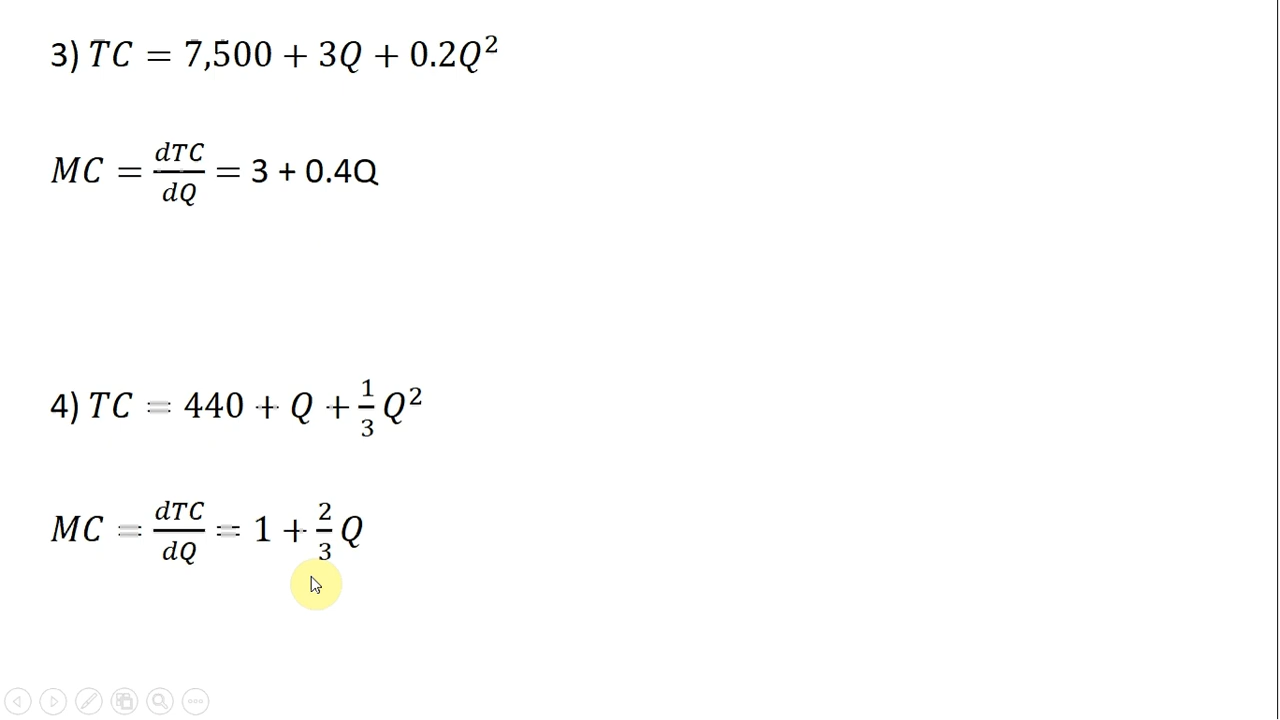 3) TC = 7,500 + 3Q + 0.2Q²
MC = dTC/dQ = 3 + 0.4Q
4) TC = 440 + Q + 1/3 Q²
MC = dTC/dQ = 1 + 2/3 Q